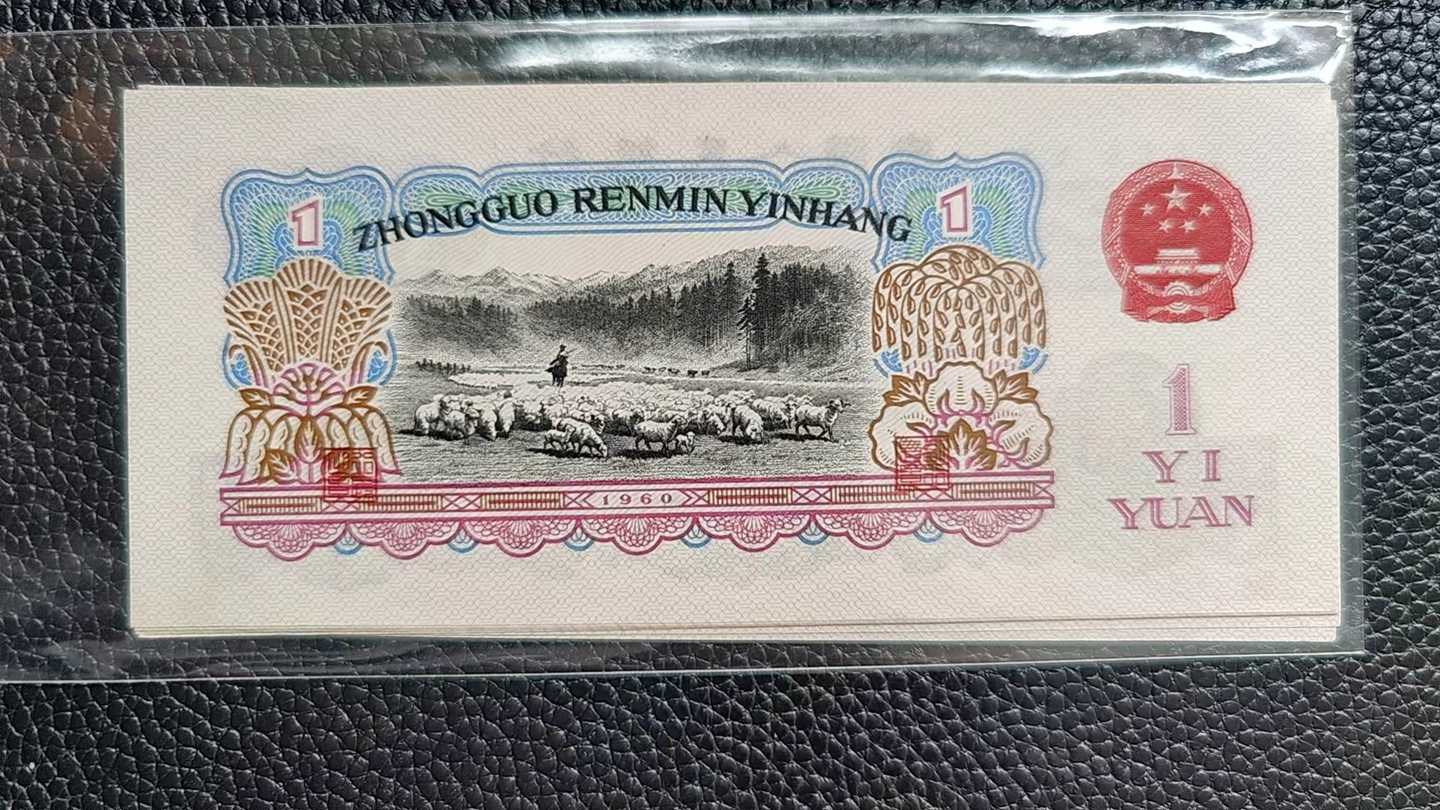 1
ZHONGGUO RENMIN YINHANG
1
1960
1
YI
YUAN